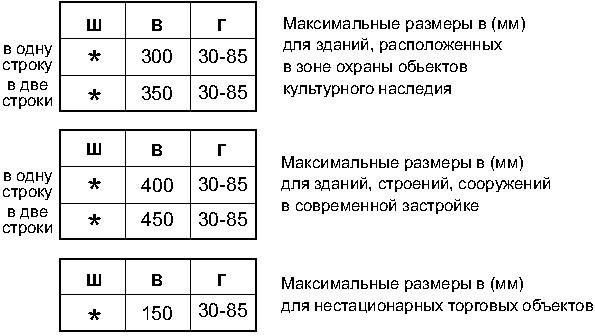 Ш В Г
в одну строку * 300 30-85
в две строки * 350 30-85
Максимальные размеры в (мм)
для зданий, расположенных
в зоне охраны обьектов
культурного наследия
Ш В Г
в одну строку * 400 30-85
в две строки * 450 30-85
Максимальные размеры в (мм)
для зданий, строений, сооружений
в современной застройке
Ш В Г
* 150 30-85
Максимальные размеры в (мм)
для нестационарных торговых объектов